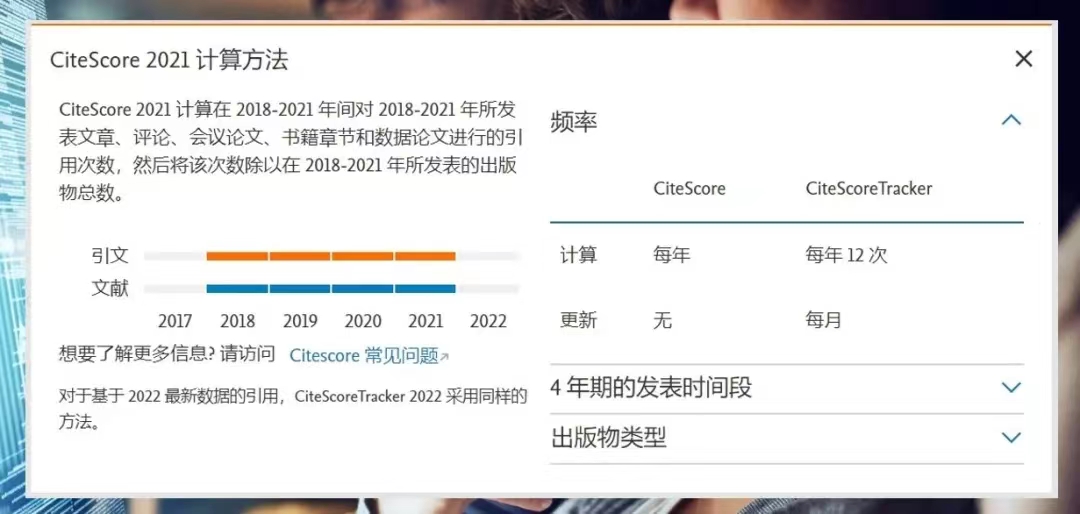 CiteScore 2021 计算方法
CiteScore 2021 计算在 2018-2021 年间对 2018-2021 年所发
表文章、评论、会议论文、书籍章节和数据论文进行的引
用次数，然后将该次数除以在 2018-2021 年所发表的出版
物总数。
引文
文献
2017 2018 2019 2020 2021 2022
想要了解更多信息? 请访问 Citescore 常见问题
对于基于 2022 最新数据的引用，CiteScoreTracker 2022 采用同样的
方法。
频率
CiteScore CiteScoreTracker
计算 每年 每年 12 次
更新 无 每月
4 年期的发表时间段
出版物类型